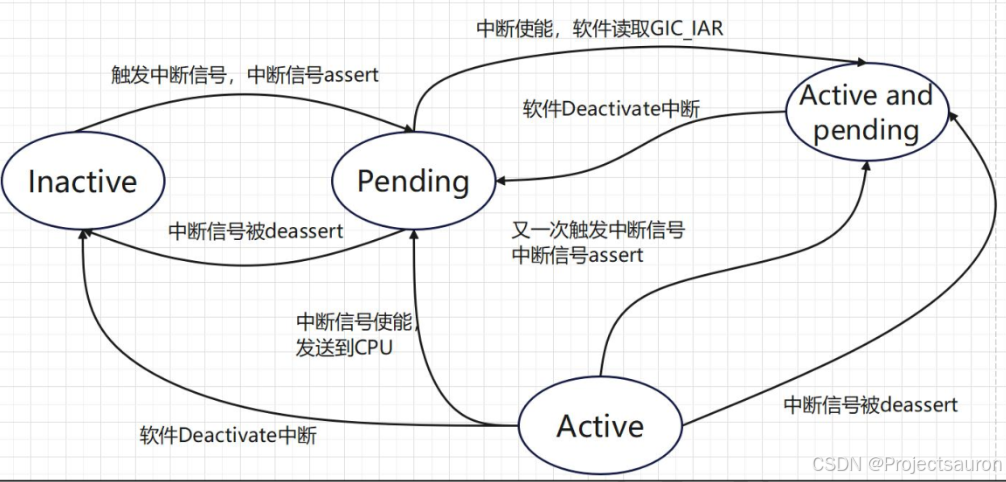 中断使能，软件读取GIC_IAR
触发中断信号，中断信号assert
Active and
pending
软件Deactivate中断
Inactive
Pending
中断信号被deassert
又一次触发中断信号
中断信号assert
中断信号使能，
发送到CPU
中断信号被deassert
Active
软件Deactivate中断
CSDN @Projectsauron